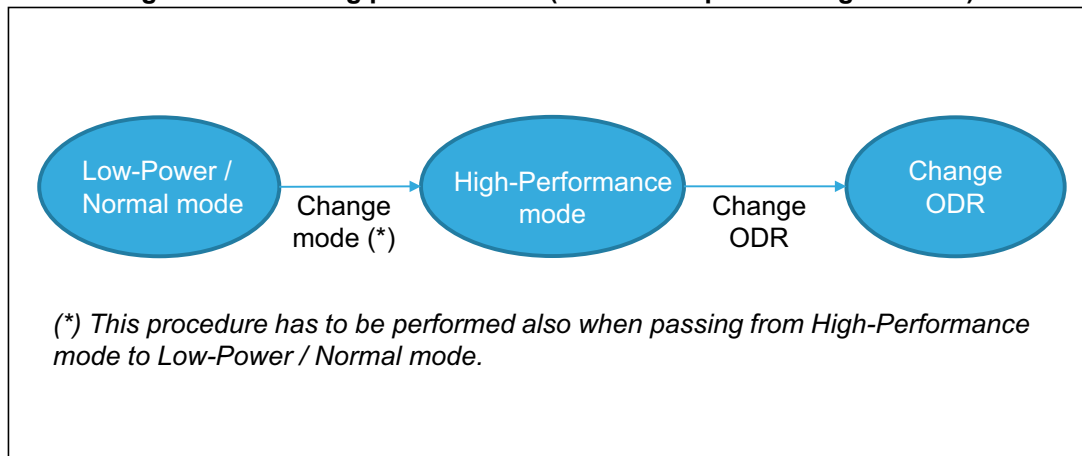 Low-Power /
Normal mode
Change
mode (*)
High-Performance
mode
Change
ODR
Change
ODR
(*) This procedure has to be performed also when passing from High-Performance
mode to Low-Power / Normal mode.